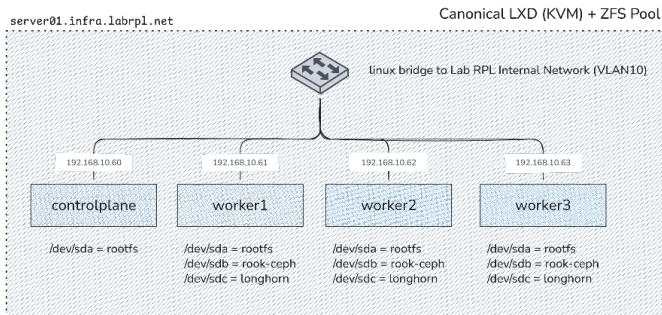 server01.infra.labrpl.net
Canonical LXD (KVM) + ZFS Pool
linux bridge to Lab RPL Internal Network (VLAN10)
192.168.10.60
192.168.10.61
192.168.10.62
192.168.10.63
controlplane
worker1
worker2
worker3
/dev/sda = rootfs
/dev/sda = rootfs
/dev/sdb = rook-ceph
/dev/sdc = longhorn
/dev/sda = rootfs
/dev/sdb = rook-ceph
/dev/sdc = longhorn
/dev/sda = rootfs
/dev/sdb = rook-ceph
/dev/sdc = longhorn